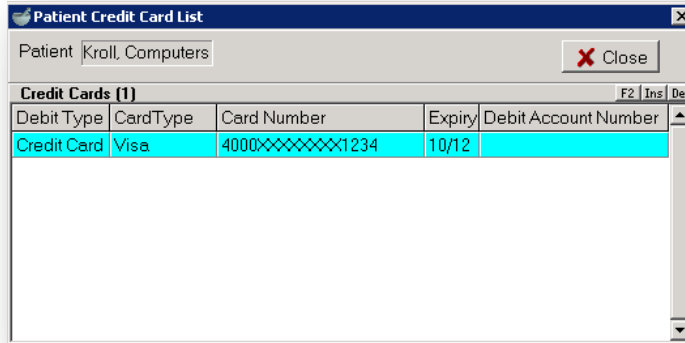 Patient Credit Card List
Patient Kroll, Computers
Close
Credit Cards (1) F2 Ins De
Debit Type CardType Card Number Expiry Debit Account Number
Credit Card Visa 4000XXXXXXXX1234 10/12